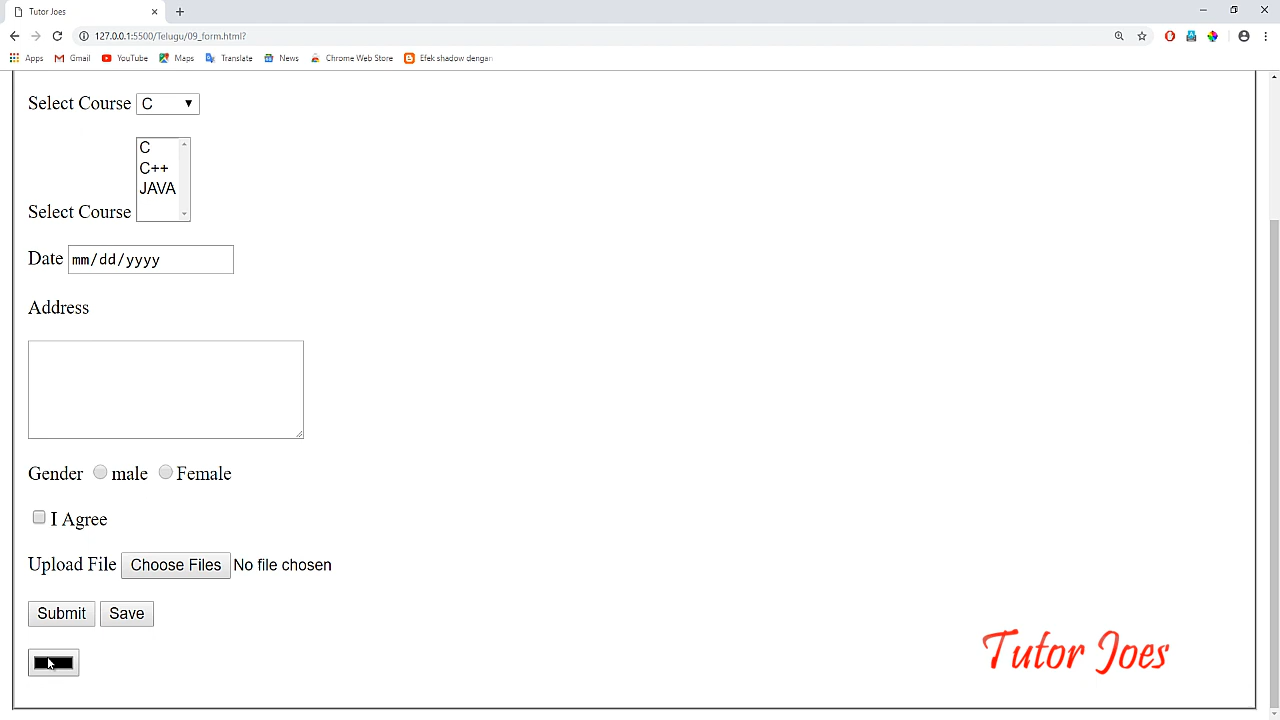 Tutor Joes
127.0.0.1:5500/Telugu/09_form.html?
Apps Gmail YouTube Maps Translate News Chrome Web Store Efek shadow dengan
Select Course C
C
C++
JAVA
Select Course
Date mm/dd/yyyy
Address
Gender male Female
I Agree
Upload File Choose Files No file chosen
Submit Save
Tutor Joes